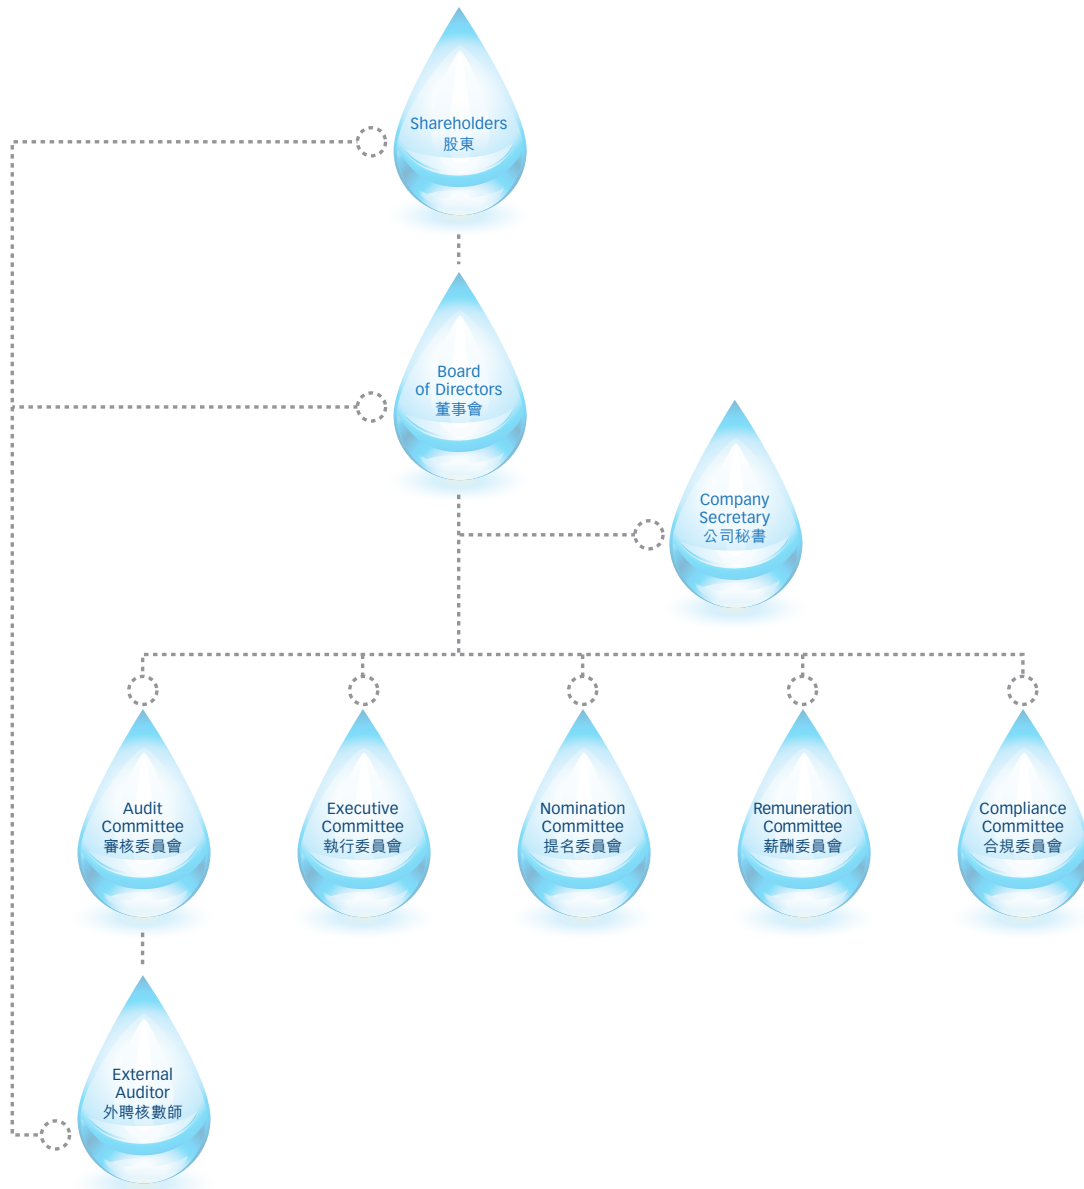 Shareholders
股東
Board
of Directors
董事會
Company
Secretary
公司秘書
Audit
Committee
審核委員會
Executive
Committee
執行委員會
Nomination
Committee
提名委員會
Remuneration
Committee
薪酬委員會
Compliance
Committee
合規委員會
External
Auditor
外聘核數師